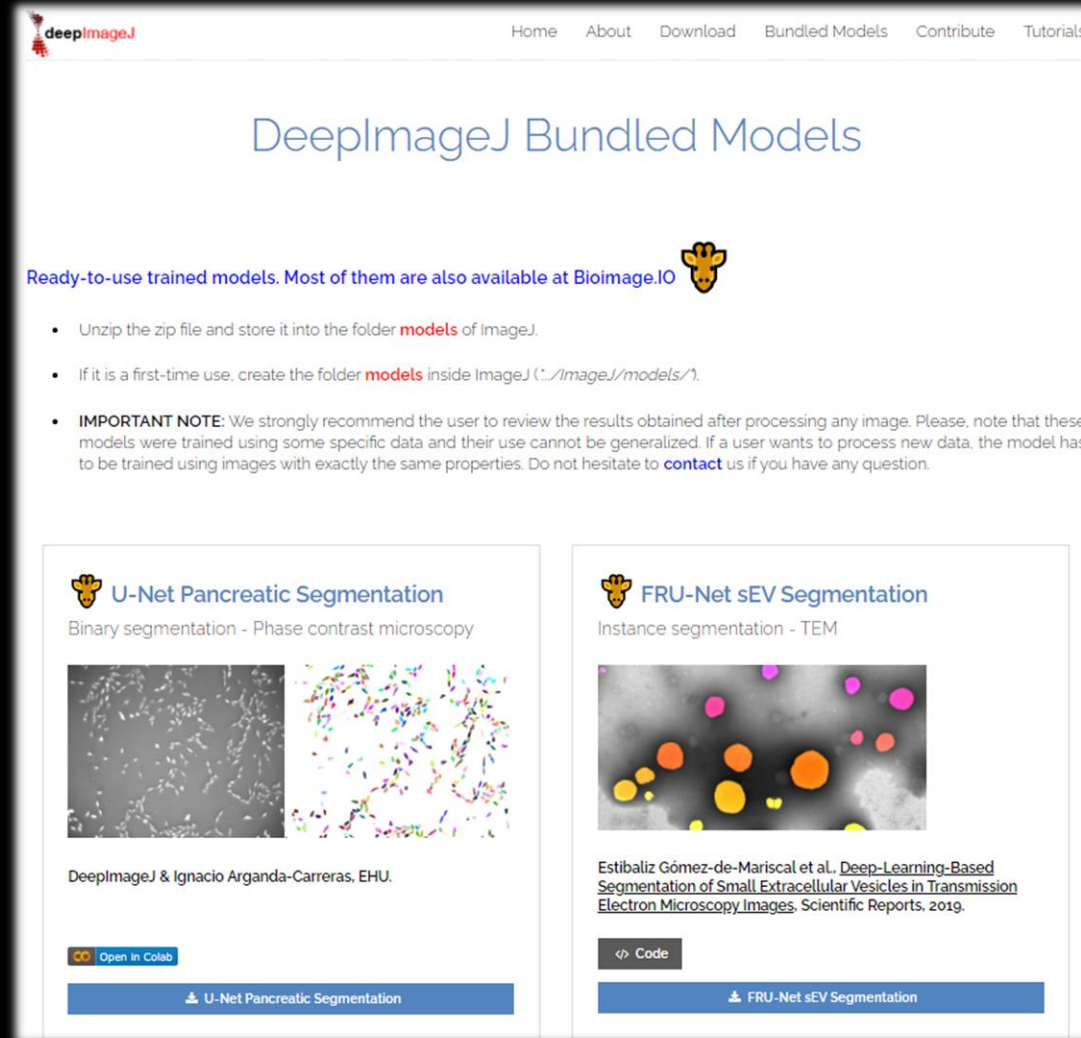 deepImageJ
Home About Download Bundled Models Contribute Tutorials
DeepImageJ Bundled Models
Ready-to-use trained models. Most of them are also available at Bioimage.IO
• Unzip the zip file and store it into the folder models of ImageJ.
• If it is a first-time use, create the folder models inside ImageJ ("../ImageJ/models/").
• IMPORTANT NOTE: We strongly recommend the user to review the results obtained after processing any image. Please, note that these
models were trained using some specific data and their use cannot be generalized. If a user wants to process new data, the model has
to be trained using images with exactly the same properties. Do not hesitate to contact us if you have any question.
U-Net Pancreatic Segmentation
Binary segmentation - Phase contrast microscopy
DeepImageJ & Ignacio Arganda-Carreras, EHU.
Open in Colab
U-Net Pancreatic Segmentation
FRU-Net sEV Segmentation
Instance segmentation - TEM
Estibaliz Gómez-de-Mariscal et al., Deep-Learning-Based
Segmentation of Small Extracellular Vesicles in Transmission
Electron Microscopy Images, Scientific Reports, 2019.
</> Code
FRU-Net sEV Segmentation